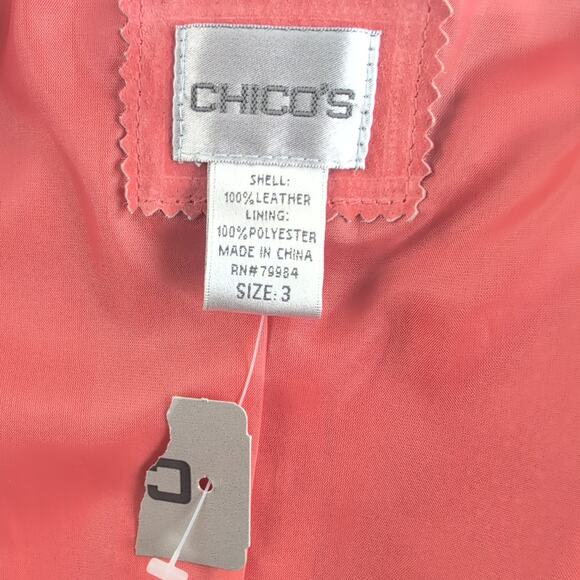 CHICO'S
SHELL:
100%LEATHER
LINING:
100%POLYESTER
MADE IN CHINA
RN#79984
SIZE: 3
C